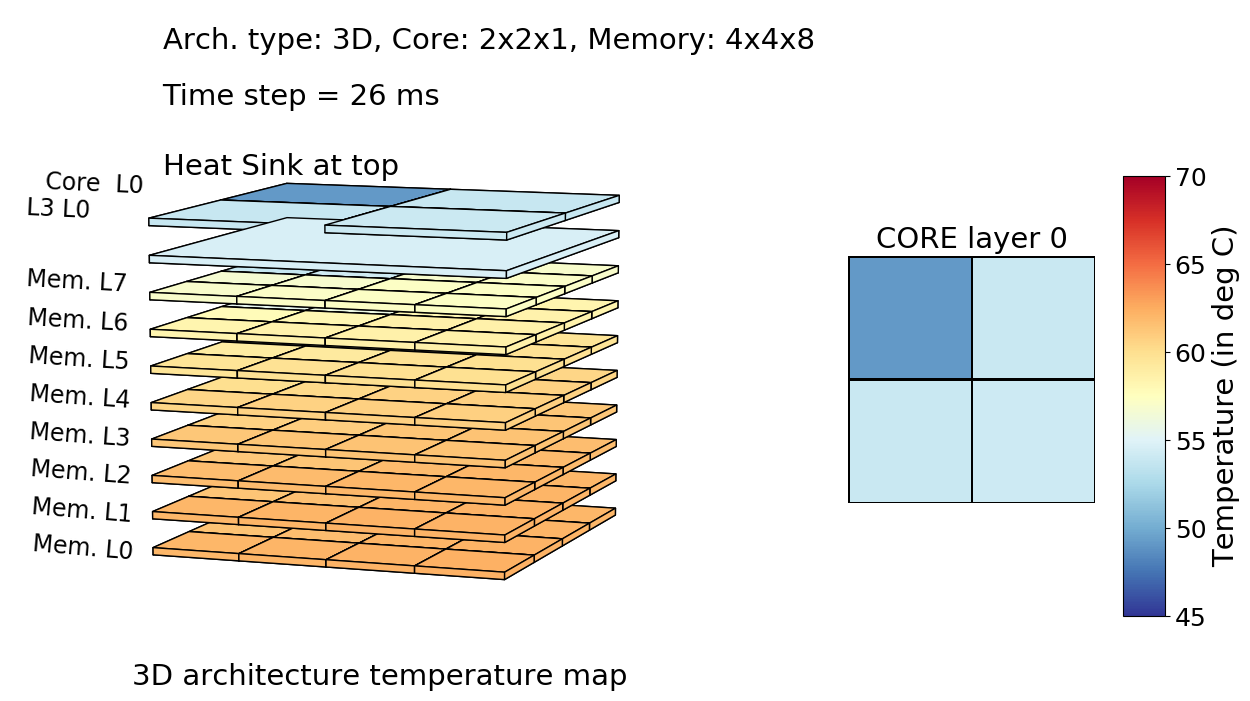 Arch. type: 3D, Core: 2x2x1, Memory: 4x4x8
Time step = 26 ms
Heat Sink at top
Core  L0
L3 L0
Mem. L7
Mem. L6
Mem. L5
Mem. L4
Mem. L3
Mem. L2
Mem. L1
Mem. L0
3D architecture temperature map
CORE layer 0
70
65
60
55
50
45
Temperature (in deg C)